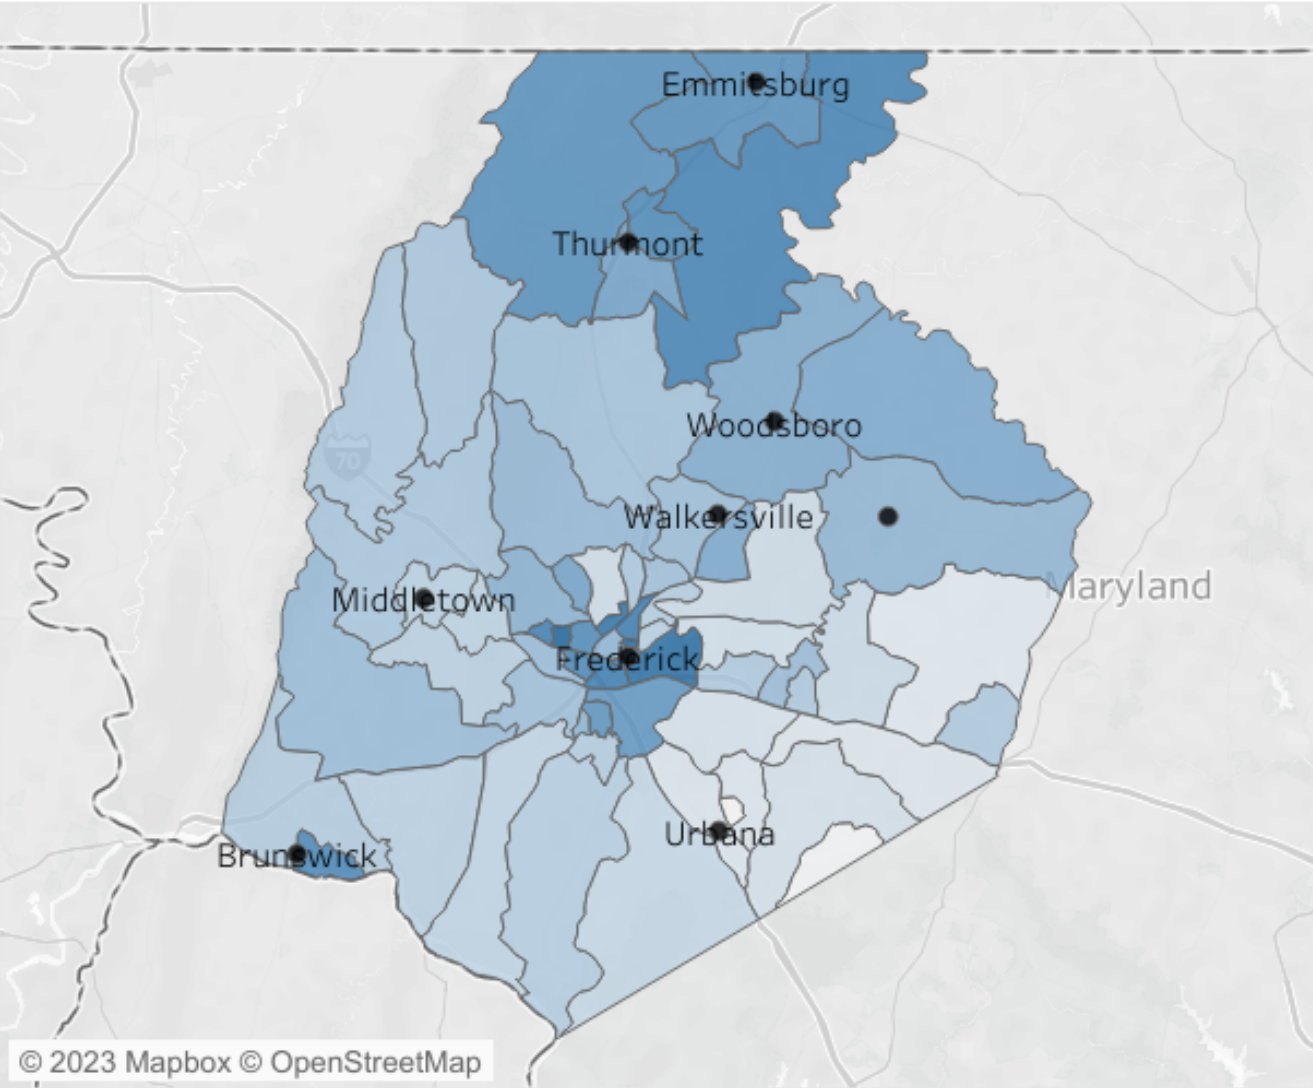 Emmitsburg
Thurmont
Woodsboro
70
Walkersville
Maryland
Middletown
Frederick
Urbana
Brunswick
© 2023 Mapbox © OpenStreetMap